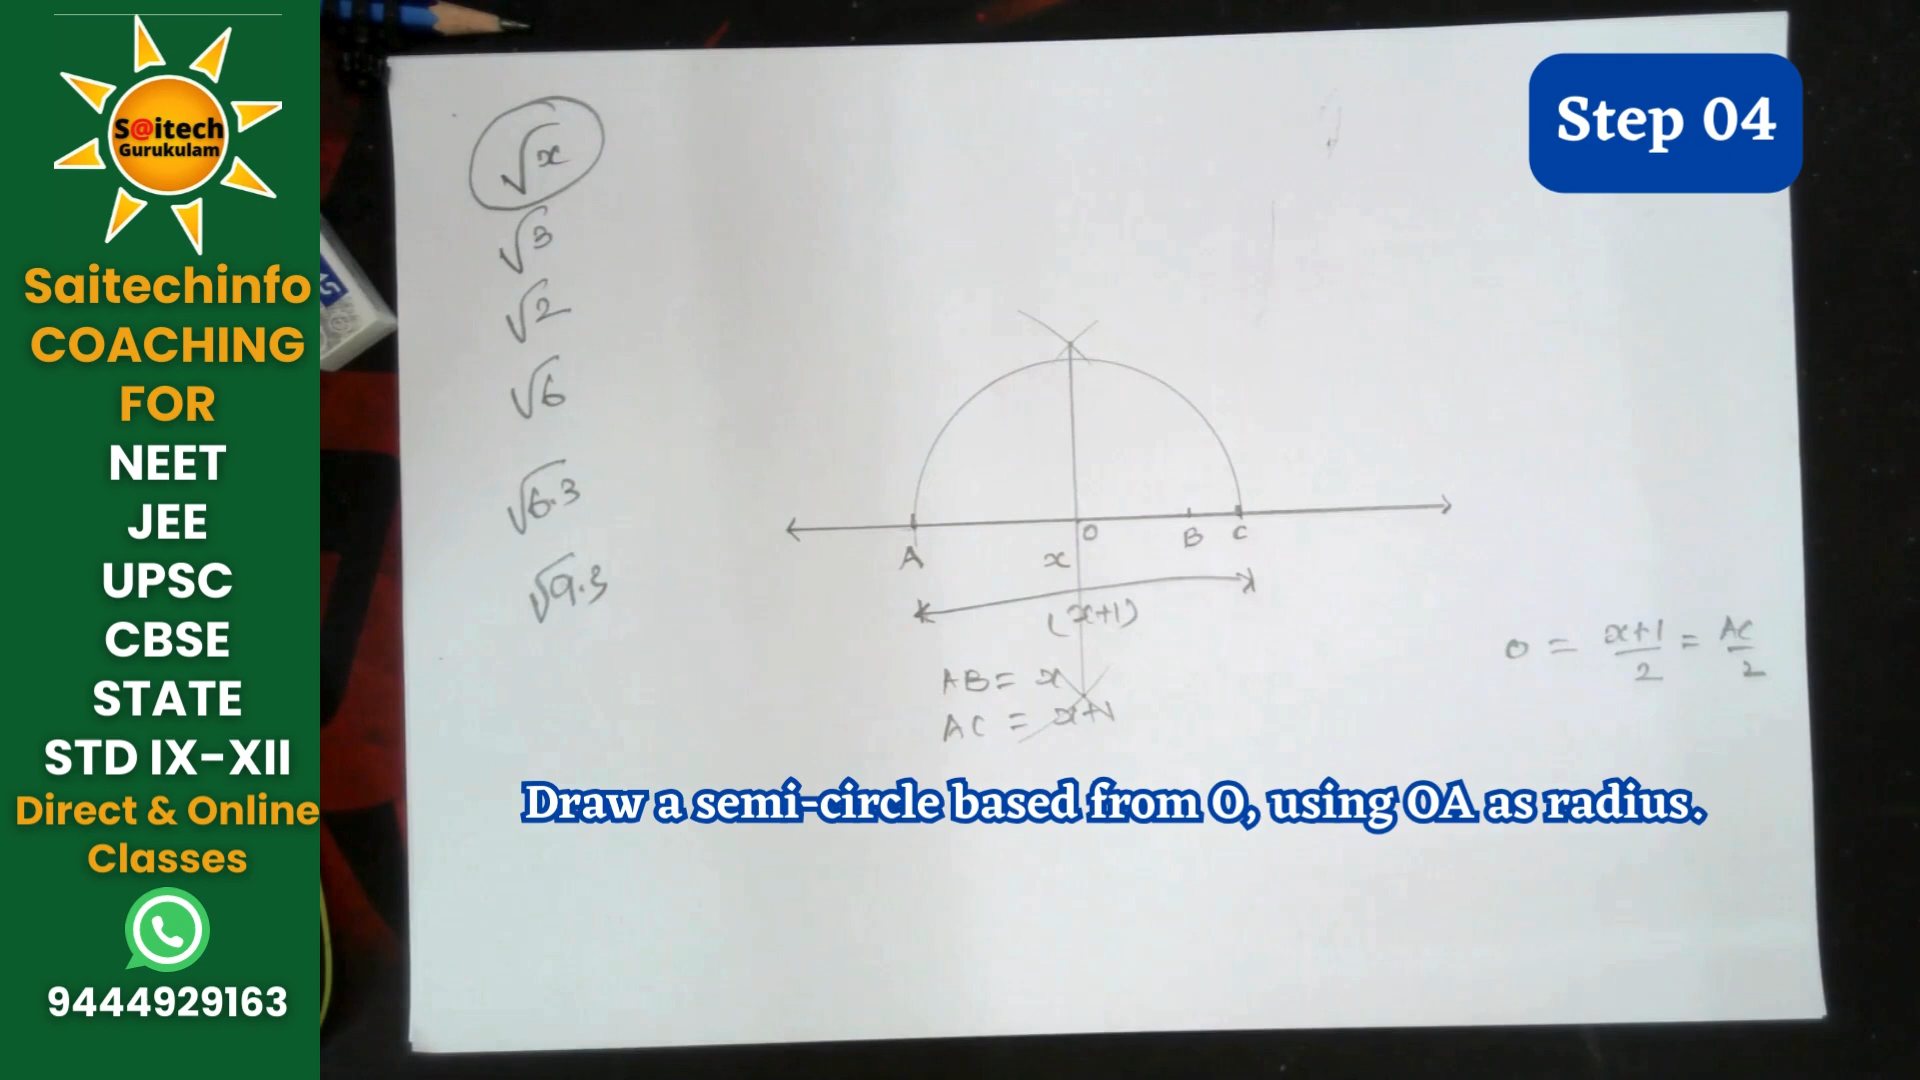 S@itech
Gurukulam
Saitechinfo
COACHING
FOR
NEET
JEE
UPSC
CBSE
STATE
STD IX-XII
Direct & Online
Classes
9444929163
Step 04
√x
√3
√2
√6
√6.3
√9.3
A O B C
x
(x+1)
AB = x
AC = x+1
O = x+1/2 = AC/2
Draw a semi-circle based from O, using OA as radius.